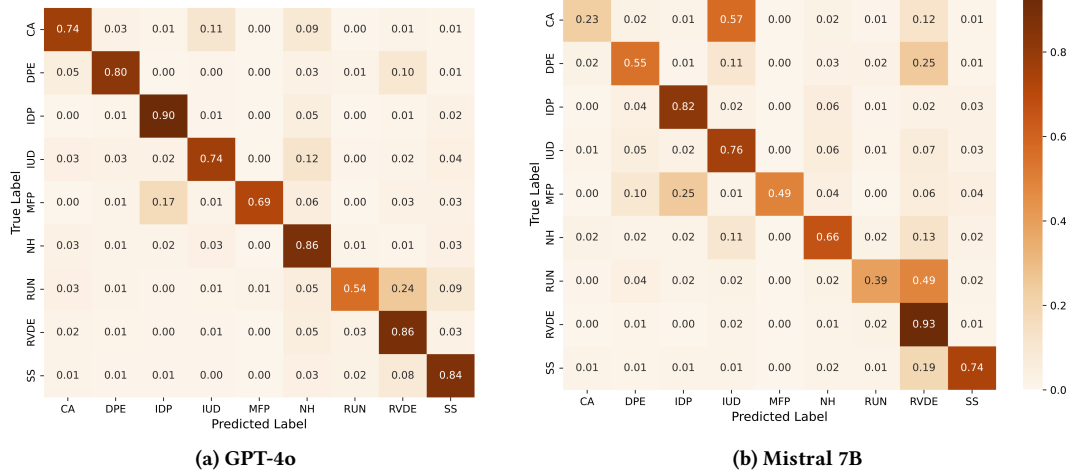 CA 0.74 0.03 0.01 0.11 0.00 0.09 0.00 0.01 0.01
DPE 0.05 0.80 0.00 0.00 0.00 0.03 0.01 0.10 0.01
IDP 0.00 0.01 0.90 0.01 0.00 0.05 0.01 0.01 0.02
IUD 0.03 0.03 0.02 0.74 0.00 0.12 0.00 0.02 0.04
MFP 0.00 0.01 0.17 0.01 0.69 0.06 0.00 0.03 0.03
NH 0.03 0.01 0.02 0.03 0.00 0.86 0.01 0.01 0.03
RUN 0.03 0.01 0.00 0.01 0.01 0.05 0.54 0.24 0.09
RVDE 0.02 0.01 0.00 0.00 0.00 0.05 0.03 0.86 0.03
SS 0.01 0.01 0.01 0.00 0.00 0.03 0.02 0.08 0.84
True Label
CA DPE IDP IUD MFP NH RUN RVDE SS
Predicted Label
(a) GPT-4o
CA 0.23 0.02 0.01 0.57 0.00 0.02 0.01 0.12 0.01
DPE 0.02 0.55 0.01 0.11 0.00 0.03 0.02 0.25 0.01
IDP 0.00 0.04 0.82 0.02 0.00 0.06 0.01 0.02 0.03
IUD 0.01 0.05 0.02 0.76 0.00 0.06 0.01 0.07 0.03
MFP 0.00 0.10 0.25 0.01 0.49 0.04 0.00 0.06 0.04
NH 0.02 0.02 0.02 0.11 0.00 0.66 0.02 0.13 0.02
RUN 0.00 0.04 0.02 0.02 0.00 0.02 0.39 0.49 0.02
RVDE 0.00 0.01 0.00 0.02 0.00 0.01 0.02 0.93 0.01
SS 0.01 0.01 0.01 0.01 0.00 0.02 0.01 0.19 0.74
True Label
CA DPE IDP IUD MFP NH RUN RVDE SS
Predicted Label
0.8
0.6
0.4
0.2
0.0
(b) Mistral 7B